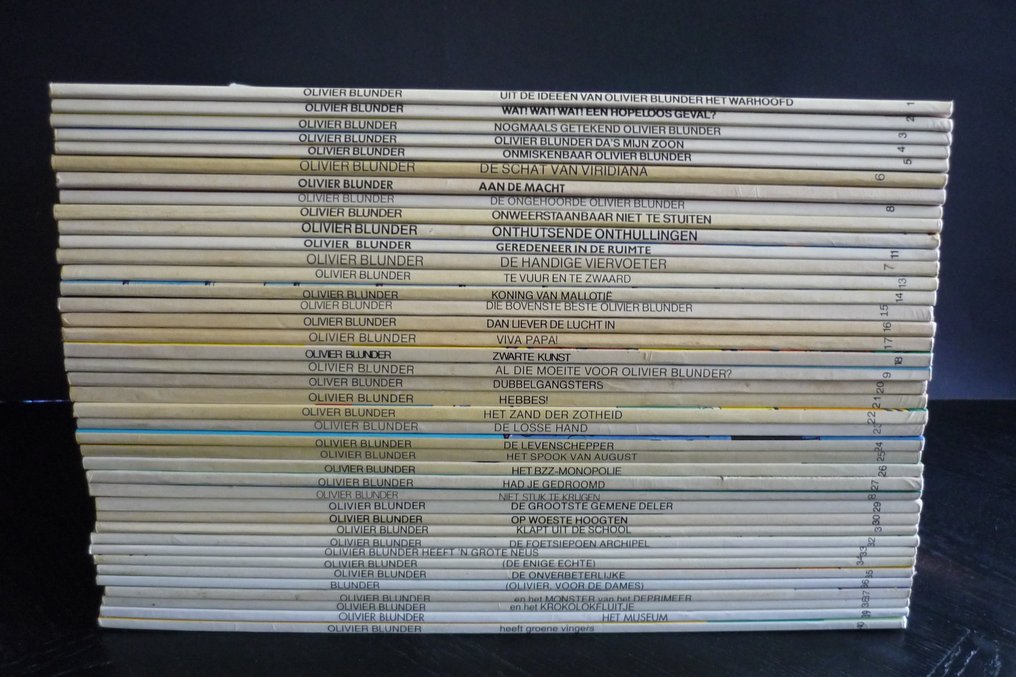 OLIVIER BLUNDER UIT DE IDEEEN VAN OLIVIER BLUNDER HET WARHOOFD 1
OLIVIER BLUNDER WAT! WAT! WAT! EEN HOPELOOS GEVAL? 2
OLIVIER BLUNDER NOGMAALS GETEKEND OLIVIER BLUNDER 3
OLIVIER BLUNDER OLIVIER BLUNDER DA'S MIJN ZOON 4
OLIVIER BLUNDER ONMISKENBAAR OLIVIER BLUNDER 5
OLIVIER BLUNDER DE SCHAT VAN VIRIDIANA 6
OLIVIER BLUNDER AAN DE MACHT
OLIVIER BLUNDER DE ONGEHOORDE OLIVIER BLUNDER 8
OLIVIER BLUNDER ONWEERSTAANBAAR NIET TE STUITEN
OLIVIER BLUNDER ONTHUTSENDE ONTHULLINGEN
OLIVIER BLUNDER GEREDENEER IN DE RUIMTE 11
OLIVIER BLUNDER DE HANDIGE VIERVOETER 7
OLIVIER BLUNDER TE VUUR EN TE ZWAARD 13
OLIVIER BLUNDER KONING VAN MALLOTIË 14
OLIVIER BLUNDER DIE BOVENSTE BESTE OLIVIER BLUNDER 15
OLIVIER BLUNDER DAN LIEVER DE LUCHT IN 16
OLIVIER BLUNDER VIVA PAPA! 17
OLIVIER BLUNDER ZWARTE KUNST 18
OLIVIER BLUNDER AL DIE MOEITE VOOR OLIVIER BLUNDER? 9
OLIVIER BLUNDER DUBBELGANGSTERS 20
OLIVIER BLUNDER HEBBES! 21
OLIVER BLUNDER HET ZAND DER ZOTHEID 22
OLIVIER BLUNDER DE LOSSE HAND
OLIVIER BLUNDER DE LEVENSCHEPPER 24
OLIVIER BLUNDER HET SPOOK VAN AUGUST 25
OLIVIER BLUNDER HET BZZ-MONOPOLIE 26
OLIVIER BLUNDER HAD JE GEDROOMD 27
OLIVIER BLUNDER NIET STUK TE KRIJGEN 8
OLIVIER BLUNDER DE GROOTSTE GEMENE DELER 29
OLIVIER BLUNDER OP WOESTE HOOGTEN 30
OLIVIER BLUNDER KLAPT UIT DE SCHOOL 3
OLIVIER BLUNDER DE FOETSIEPOEN ARCHIPEL 32
OLIVIER BLUNDER HEEFT 'N GROTE NEUS 33
OLIVIER BLUNDER (DE ENIGE ECHTE) 34
OLIVIER BLUNDER DE ONVERBETERLIJKE 35
BLUNDER (OLIVIER, VOOR DE DAMES) 36
OLIVIER BLUNDER en het MONSTER van het DEPRIMEER 37
OLIVIER BLUNDER en het KROKOLOKFLUITJE 38
OLIVIER BLUNDER HET MUSEUM 39
OLIVIER BLUNDER heeft groene vingers